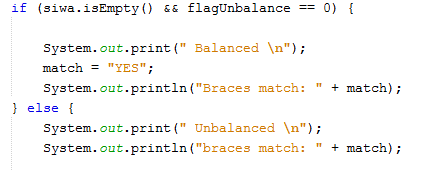 if (siwa.isEmpty() && flagUnbalance == 0) {
System.out.print(" Balanced \n");
match = "YES";
System.out.println("Braces match: " + match);
} else {
System.out.print(" Unbalanced \n");
System.out.println("braces match: " + match);